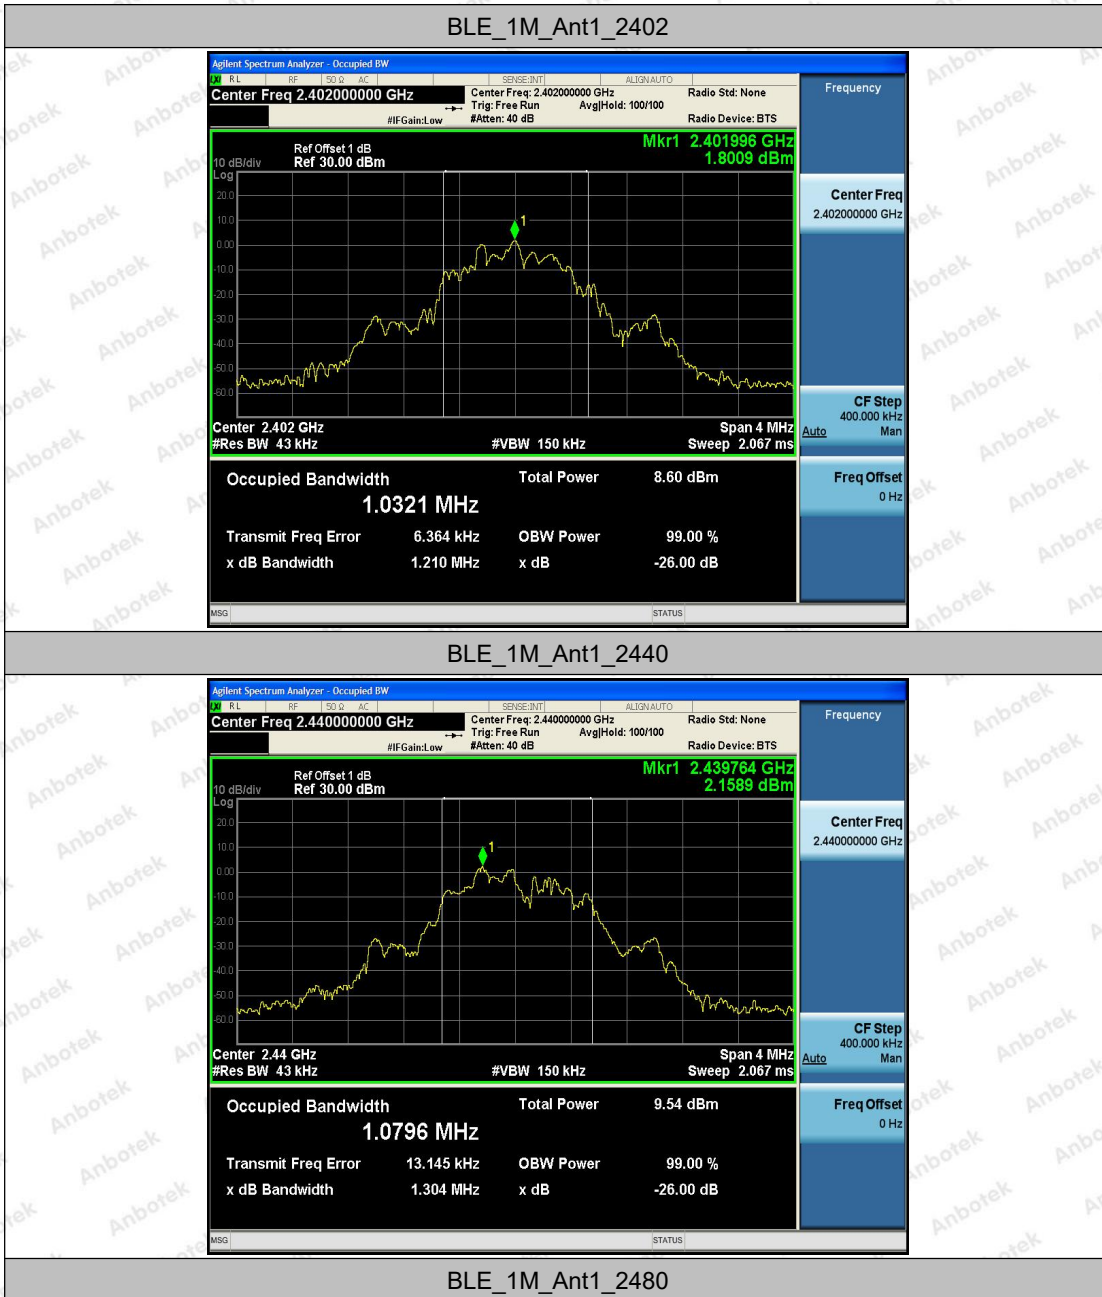 BLE_1M_Ant1_2402
Agilent Spectrum Analyzer - Occupied BW
LXI RL RF 50 Ω AC SENSE:INT ALIGNAUTO
Center Freq 2.402000000 GHz
Center Freq: 2.402000000 GHz Radio Std: None
Trig: Free Run Avg|Hold: 100/100
#IFGain:Low #Atten: 40 dB Radio Device: BTS
Mkr1 2.401996 GHz
1.8009 dBm
Ref Offset 1 dB
10 dB/div Ref 30.00 dBm
Log
20.0
10.0
0.00
-10.0
-20.0
-30.0
-40.0
-50.0
-60.0
1
Center 2.402 GHz Span 4 MHz
#Res BW 43 kHz #VBW 150 kHz Sweep 2.067 ms
Occupied Bandwidth Total Power 8.60 dBm
1.0321 MHz
Transmit Freq Error 6.364 kHz OBW Power 99.00 %
x dB Bandwidth 1.210 MHz x dB -26.00 dB
MSG STATUS
Frequency
Center Freq
2.402000000 GHz
CF Step
400.000 kHz
Auto Man
Freq Offset
0 Hz
BLE_1M_Ant1_2440
Agilent Spectrum Analyzer - Occupied BW
LXI RL RF 50 Ω AC SENSE:INT ALIGNAUTO
Center Freq 2.440000000 GHz
Center Freq: 2.440000000 GHz Radio Std: None
Trig: Free Run Avg|Hold: 100/100
#IFGain:Low #Atten: 40 dB Radio Device: BTS
Mkr1 2.439764 GHz
2.1589 dBm
Ref Offset 1 dB
10 dB/div Ref 30.00 dBm
Log
20.0
10.0
0.00
-10.0
-20.0
-30.0
-40.0
-50.0
-60.0
1
Center 2.44 GHz Span 4 MHz
#Res BW 43 kHz #VBW 150 kHz Sweep 2.067 ms
Occupied Bandwidth Total Power 9.54 dBm
1.0796 MHz
Transmit Freq Error 13.145 kHz OBW Power 99.00 %
x dB Bandwidth 1.304 MHz x dB -26.00 dB
MSG STATUS
Frequency
Center Freq
2.440000000 GHz
CF Step
400.000 kHz
Auto Man
Freq Offset
0 Hz
BLE_1M_Ant1_2480
Anbotek